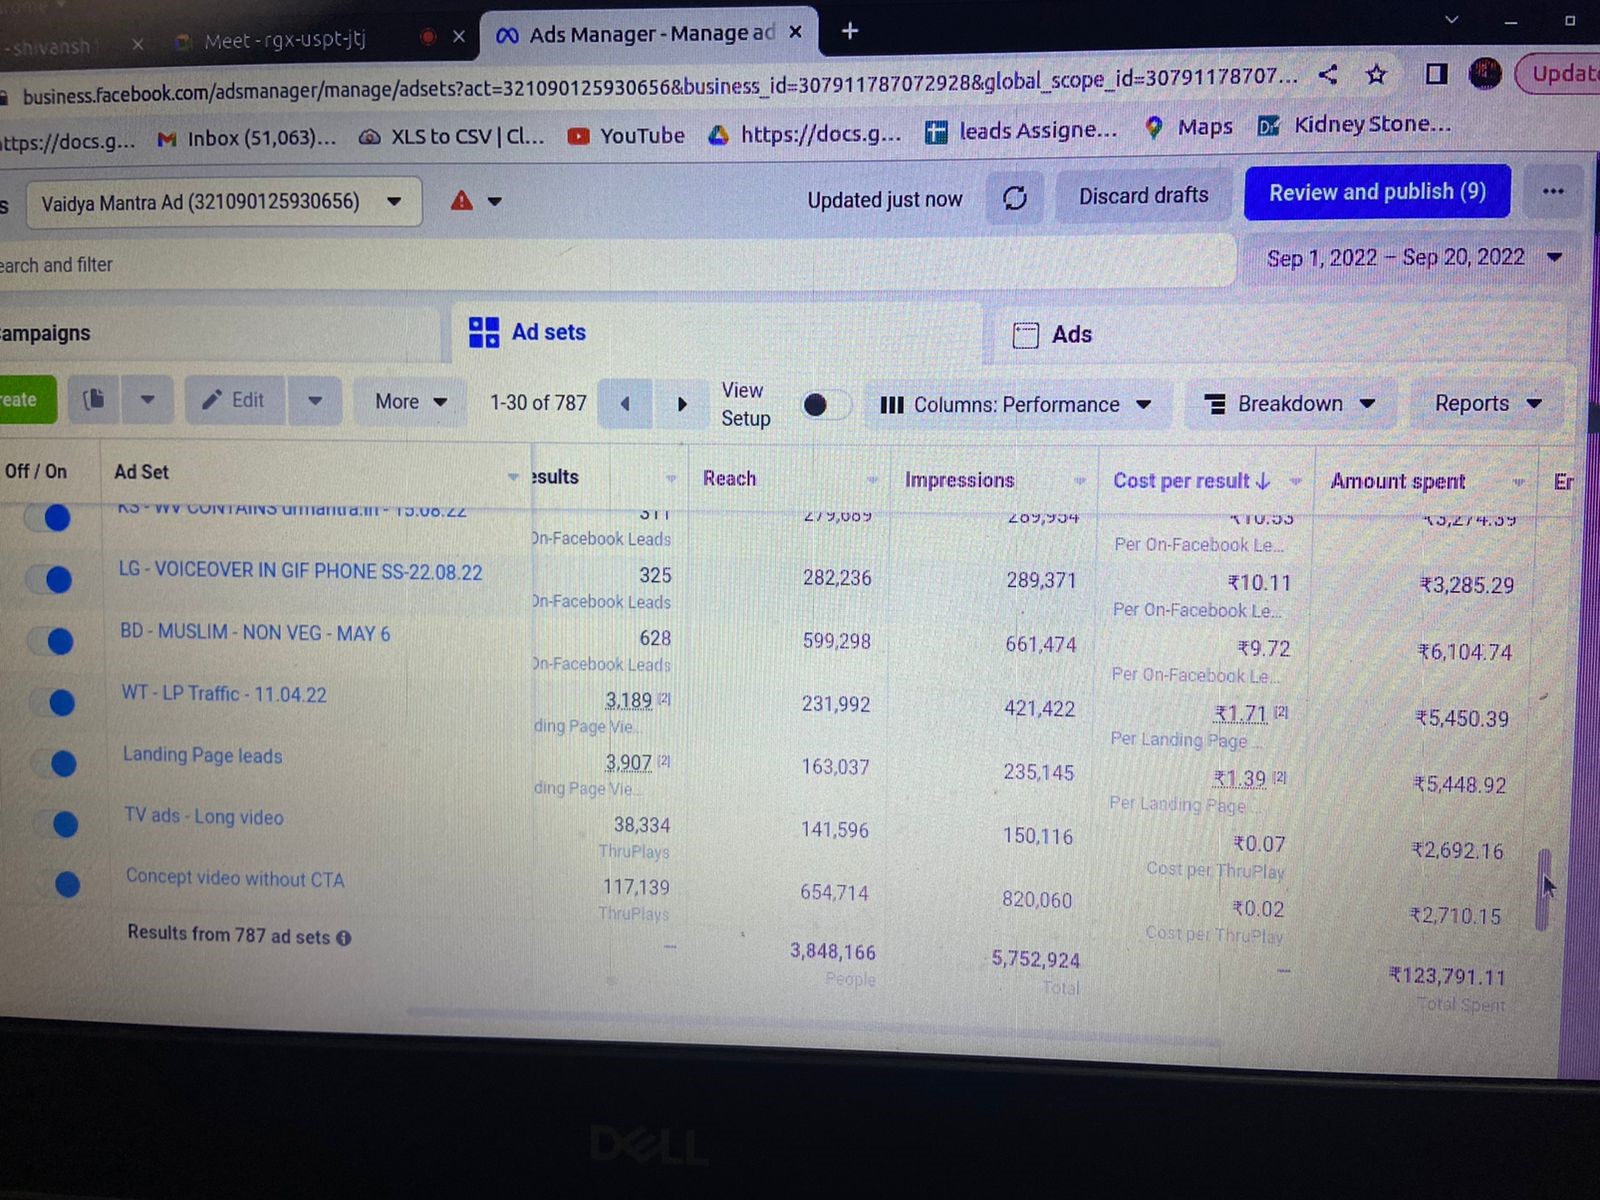 -shivansh
Meet - rgx-uspt-jtj
Ads Manager - Manage ad
business.facebook.com/adsmanager/manage/adsets?act=321090125930656&business_id=307911787072928&global_scope_id=30791178707...
Updat
ttps://docs.g... Inbox (51,063)... XLS to CSV | Cl... YouTube https://docs.g... leads Assigne... Maps Kidney Stone...
s Vaidya Mantra Ad (321090125930656) Updated just now Discard drafts Review and publish (9) ...
earch and filter Sep 1, 2022 – Sep 20, 2022
ampaigns Ad sets Ads
eate Edit More 1-30 of 787 View Setup Columns: Performance Breakdown Reports
Off / On Ad Set esults Reach Impressions Cost per result ↓ Amount spent Er
On-Facebook Leads Per On-Facebook Le...
LG - VOICEOVER IN GIF PHONE SS-22.08.22 325 282,236 289,371 ₹10.11 ₹3,285.29
On-Facebook Leads Per On-Facebook Le...
BD - MUSLIM - NON VEG - MAY 6 628 599,298 661,474 ₹9.72 ₹6,104.74
On-Facebook Leads Per On-Facebook Le...
WT - LP Traffic - 11.04.22 3,189 [2] 231,992 421,422 ₹1.71 [2] ₹5,450.39
ding Page Vie... Per Landing Page ...
Landing Page leads 3,907 [2] 163,037 235,145 ₹1.39 [2] ₹5,448.92
ding Page Vie... Per Landing Page ...
TV ads - Long video 38,334 141,596 150,116 ₹0.07 ₹2,692.16
ThruPlays Cost per ThruPlay
Concept video without CTA 117,139 654,714 820,060 ₹0.02 ₹2,710.15
ThruPlays Cost per ThruPlay
Results from 787 ad sets — 3,848,166 5,752,924 — ₹123,791.11
People Total Total Spent
DELL